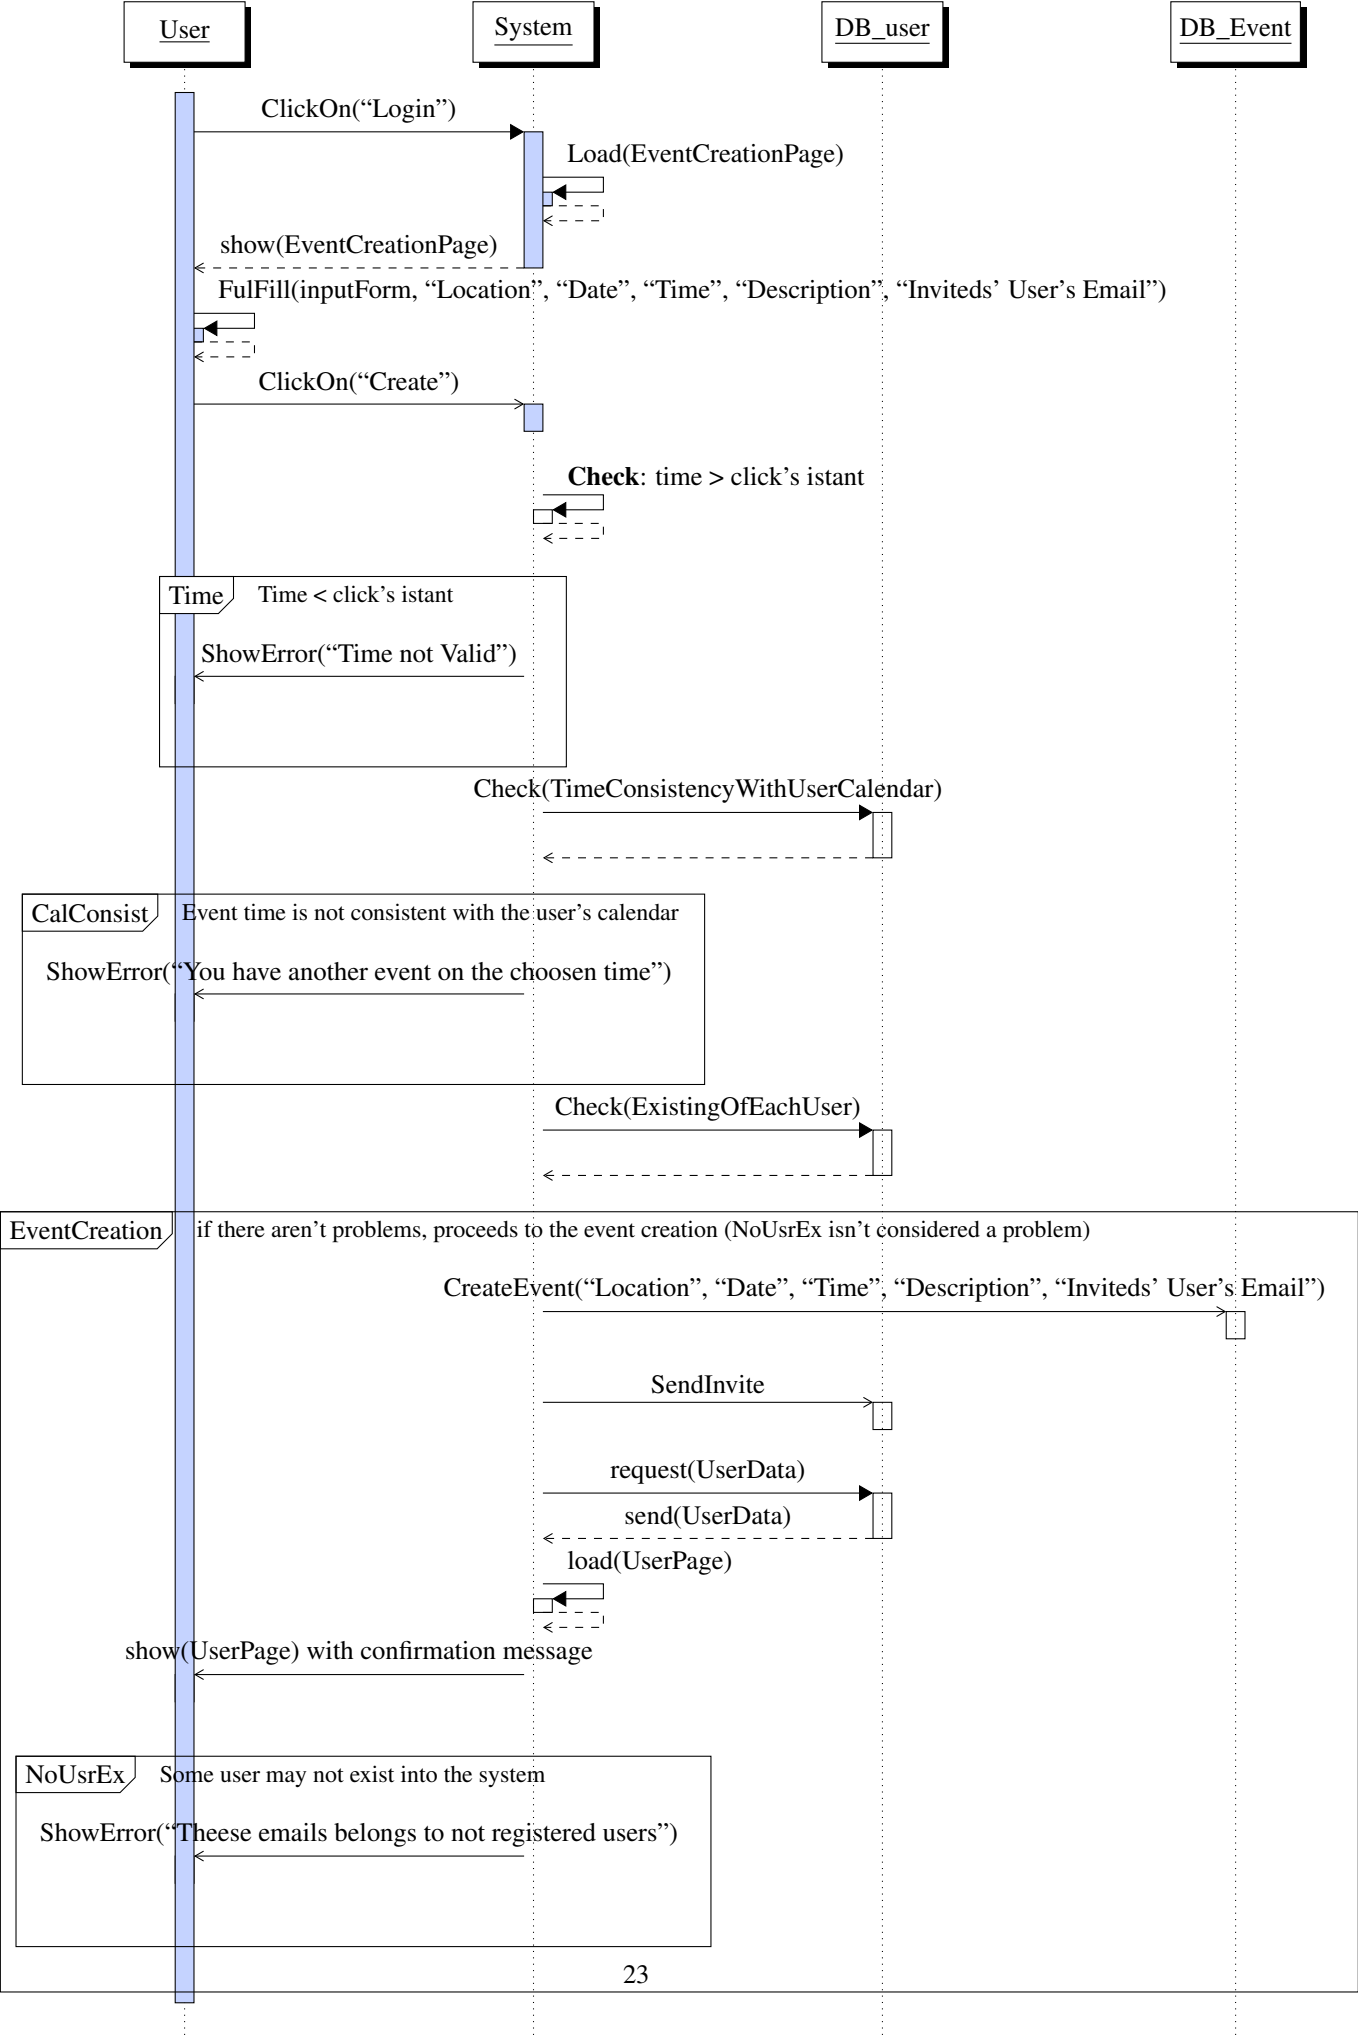 User
System
DB_user
DB_Event
ClickOn(“Login”)
Load(EventCreationPage)
show(EventCreationPage)
FulFill(inputForm, “Location”, “Date”, “Time”, “Description”, “Inviteds’ User’s Email”)
ClickOn(“Create”)
Check: time > click’s istant
Time
Time < click’s istant
ShowError(“Time not Valid”)
Check(TimeConsistencyWithUserCalendar)
CalConsist
Event time is not consistent with the user’s calendar
ShowError(“You have another event on the choosen time”)
Check(ExistingOfEachUser)
EventCreation
if there aren’t problems, proceeds to the event creation (NoUsrEx isn’t considered a problem)
CreateEvent(“Location”, “Date”, “Time”, “Description”, “Inviteds’ User’s Email”)
SendInvite
request(UserData)
send(UserData)
load(UserPage)
show(UserPage) with confirmation message
NoUsrEx
Some user may not exist into the system
ShowError(“Theese emails belongs to not registered users”)
23